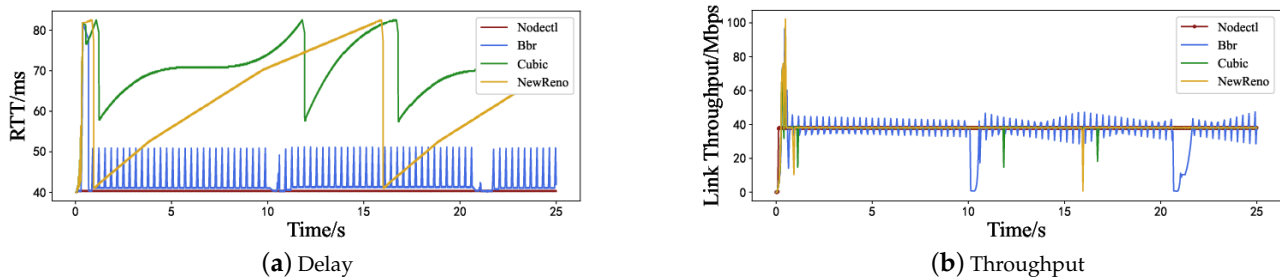 RTT/ms
80
70
60
50
40
0
5
10
15
20
25
Time/s
Nodectl
Bbr
Cubic
NewReno
(a) Delay
Link Throughput/Mbps
100
80
60
40
20
0
0
5
10
15
20
25
Time/s
Nodectl
Bbr
Cubic
NewReno
(b) Throughput